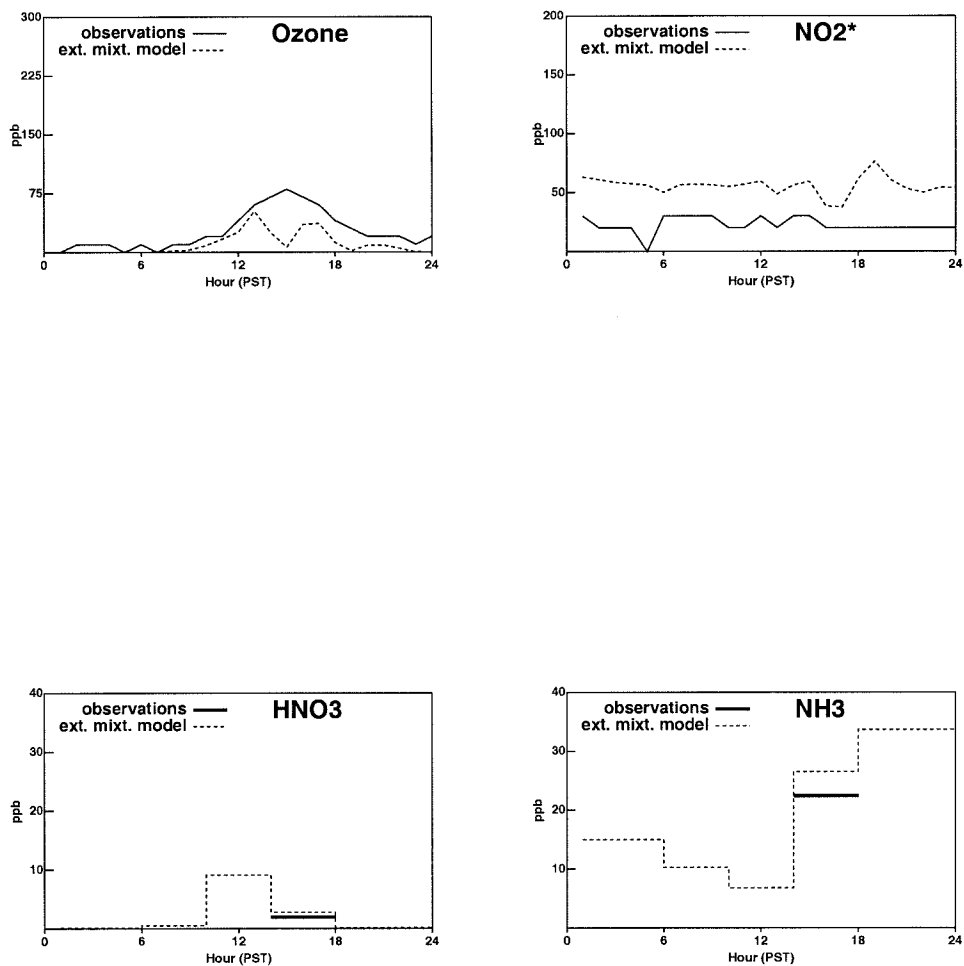 Ozone
observations
ext. mixt. model
300
225
150
75
ppb
0
6
12
18
24
Hour (PST)
NO2*
observations
ext. mixt. model
200
150
100
50
ppb
0
6
12
18
24
Hour (PST)
HNO3
observations
ext. mixt. model
40
30
20
10
ppb
0
6
12
18
24
Hour (PST)
NH3
observations
ext. mixt. model
40
30
20
10
ppb
0
6
12
18
24
Hour (PST)